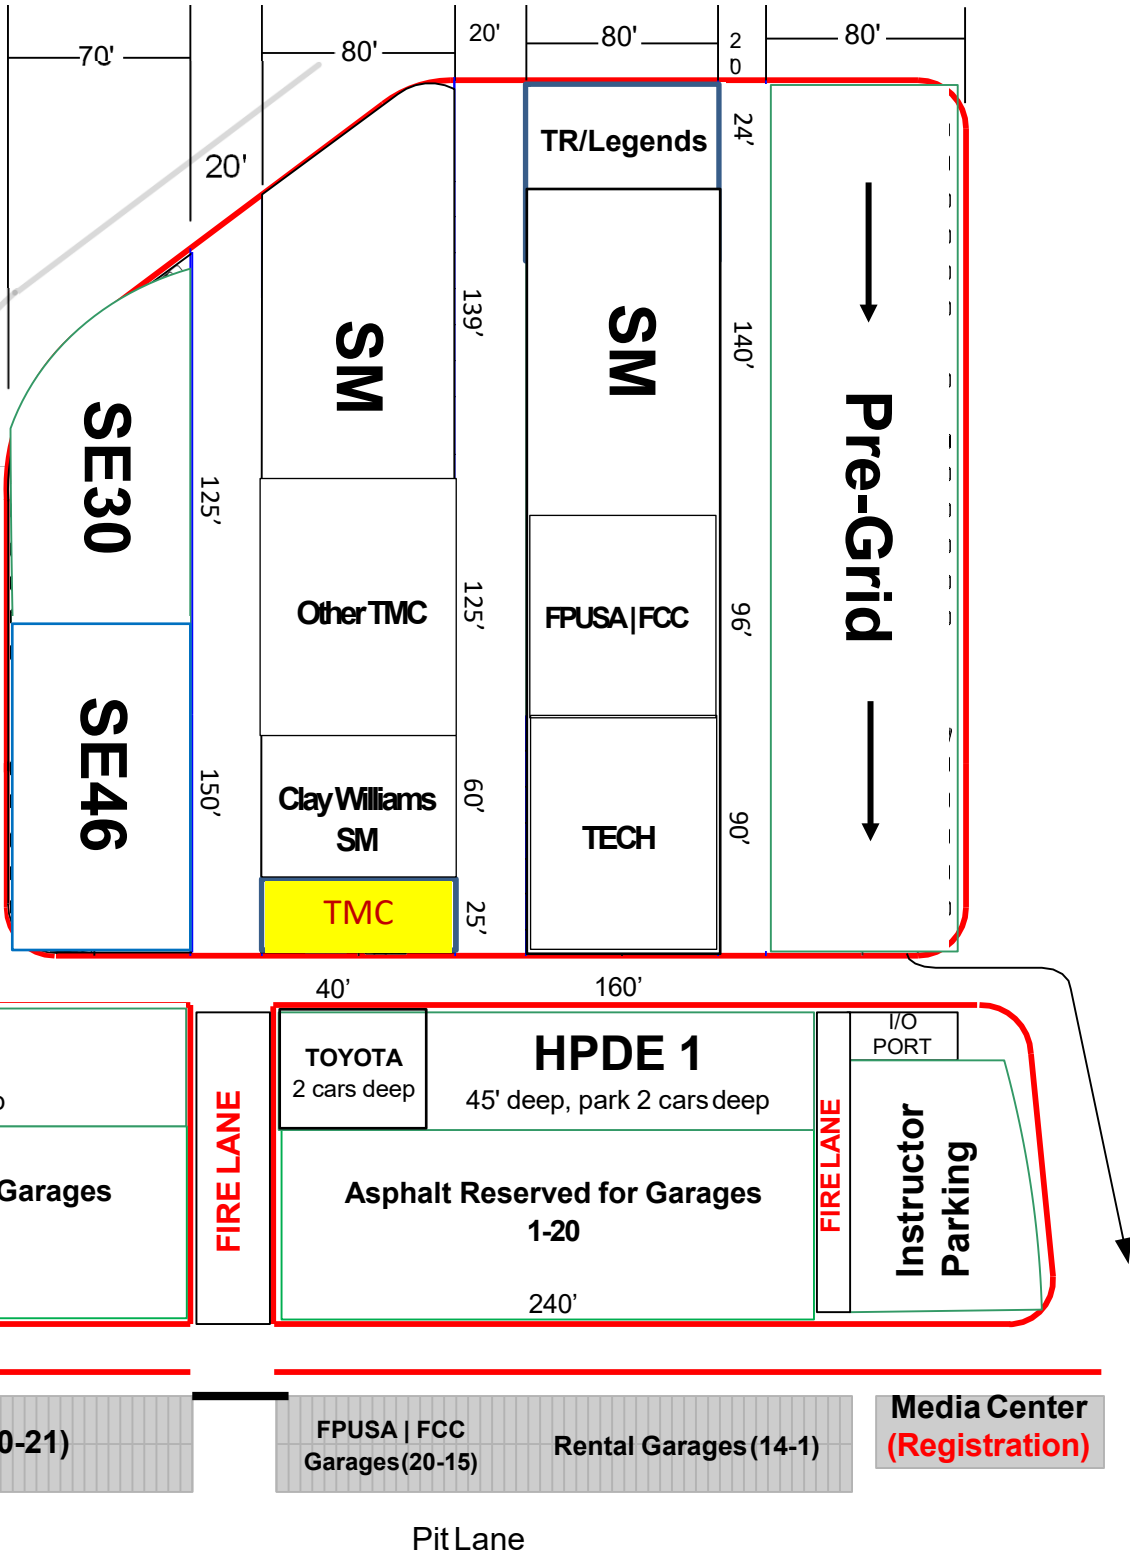 70'
80'
20'
80'
20
80'
20'
TR/Legends
24'
SM
139'
SM
140'
Pre-Grid
SE30
125'
Other TMC
125'
FPUSA | FCC
96'
SE46
150'
Clay Williams
SM
60'
TECH
90'
TMC
25'
40'
160'
I/O
PORT
TOYOTA
2 cars deep
HPDE 1
45' deep, park 2 cars deep
FIRE LANE
FIRE LANE
Instructor
Parking
Garages
Asphalt Reserved for Garages
1-20
240'
0-21)
FPUSA | FCC
Garages (20-15)
Rental Garages (14-1)
Media Center
(Registration)
Pit Lane